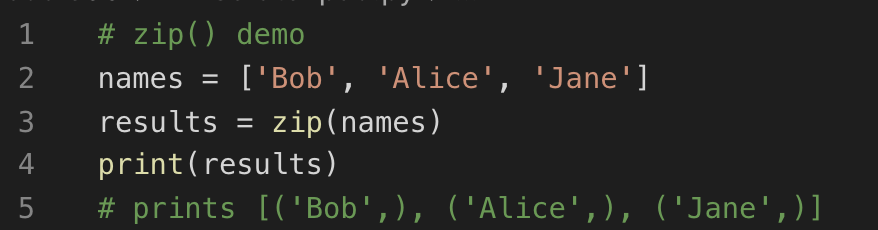 1 # zip() demo
2 names = ['Bob', 'Alice', 'Jane']
3 results = zip(names)
4 print(results)
5 # prints [('Bob',), ('Alice',), ('Jane',)]